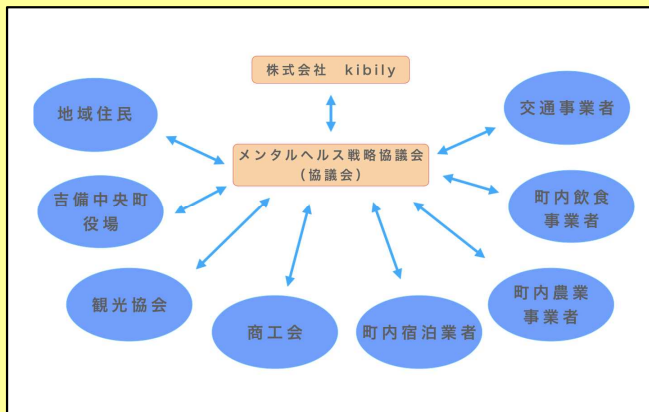 株式会社 kibily
地域住民
交通事業者
メンタルヘルス戦略協議会
(協議会)
吉備中央町
役場
町内飲食
事業者
観光協会
町内農業
事業者
商工会
町内宿泊業者